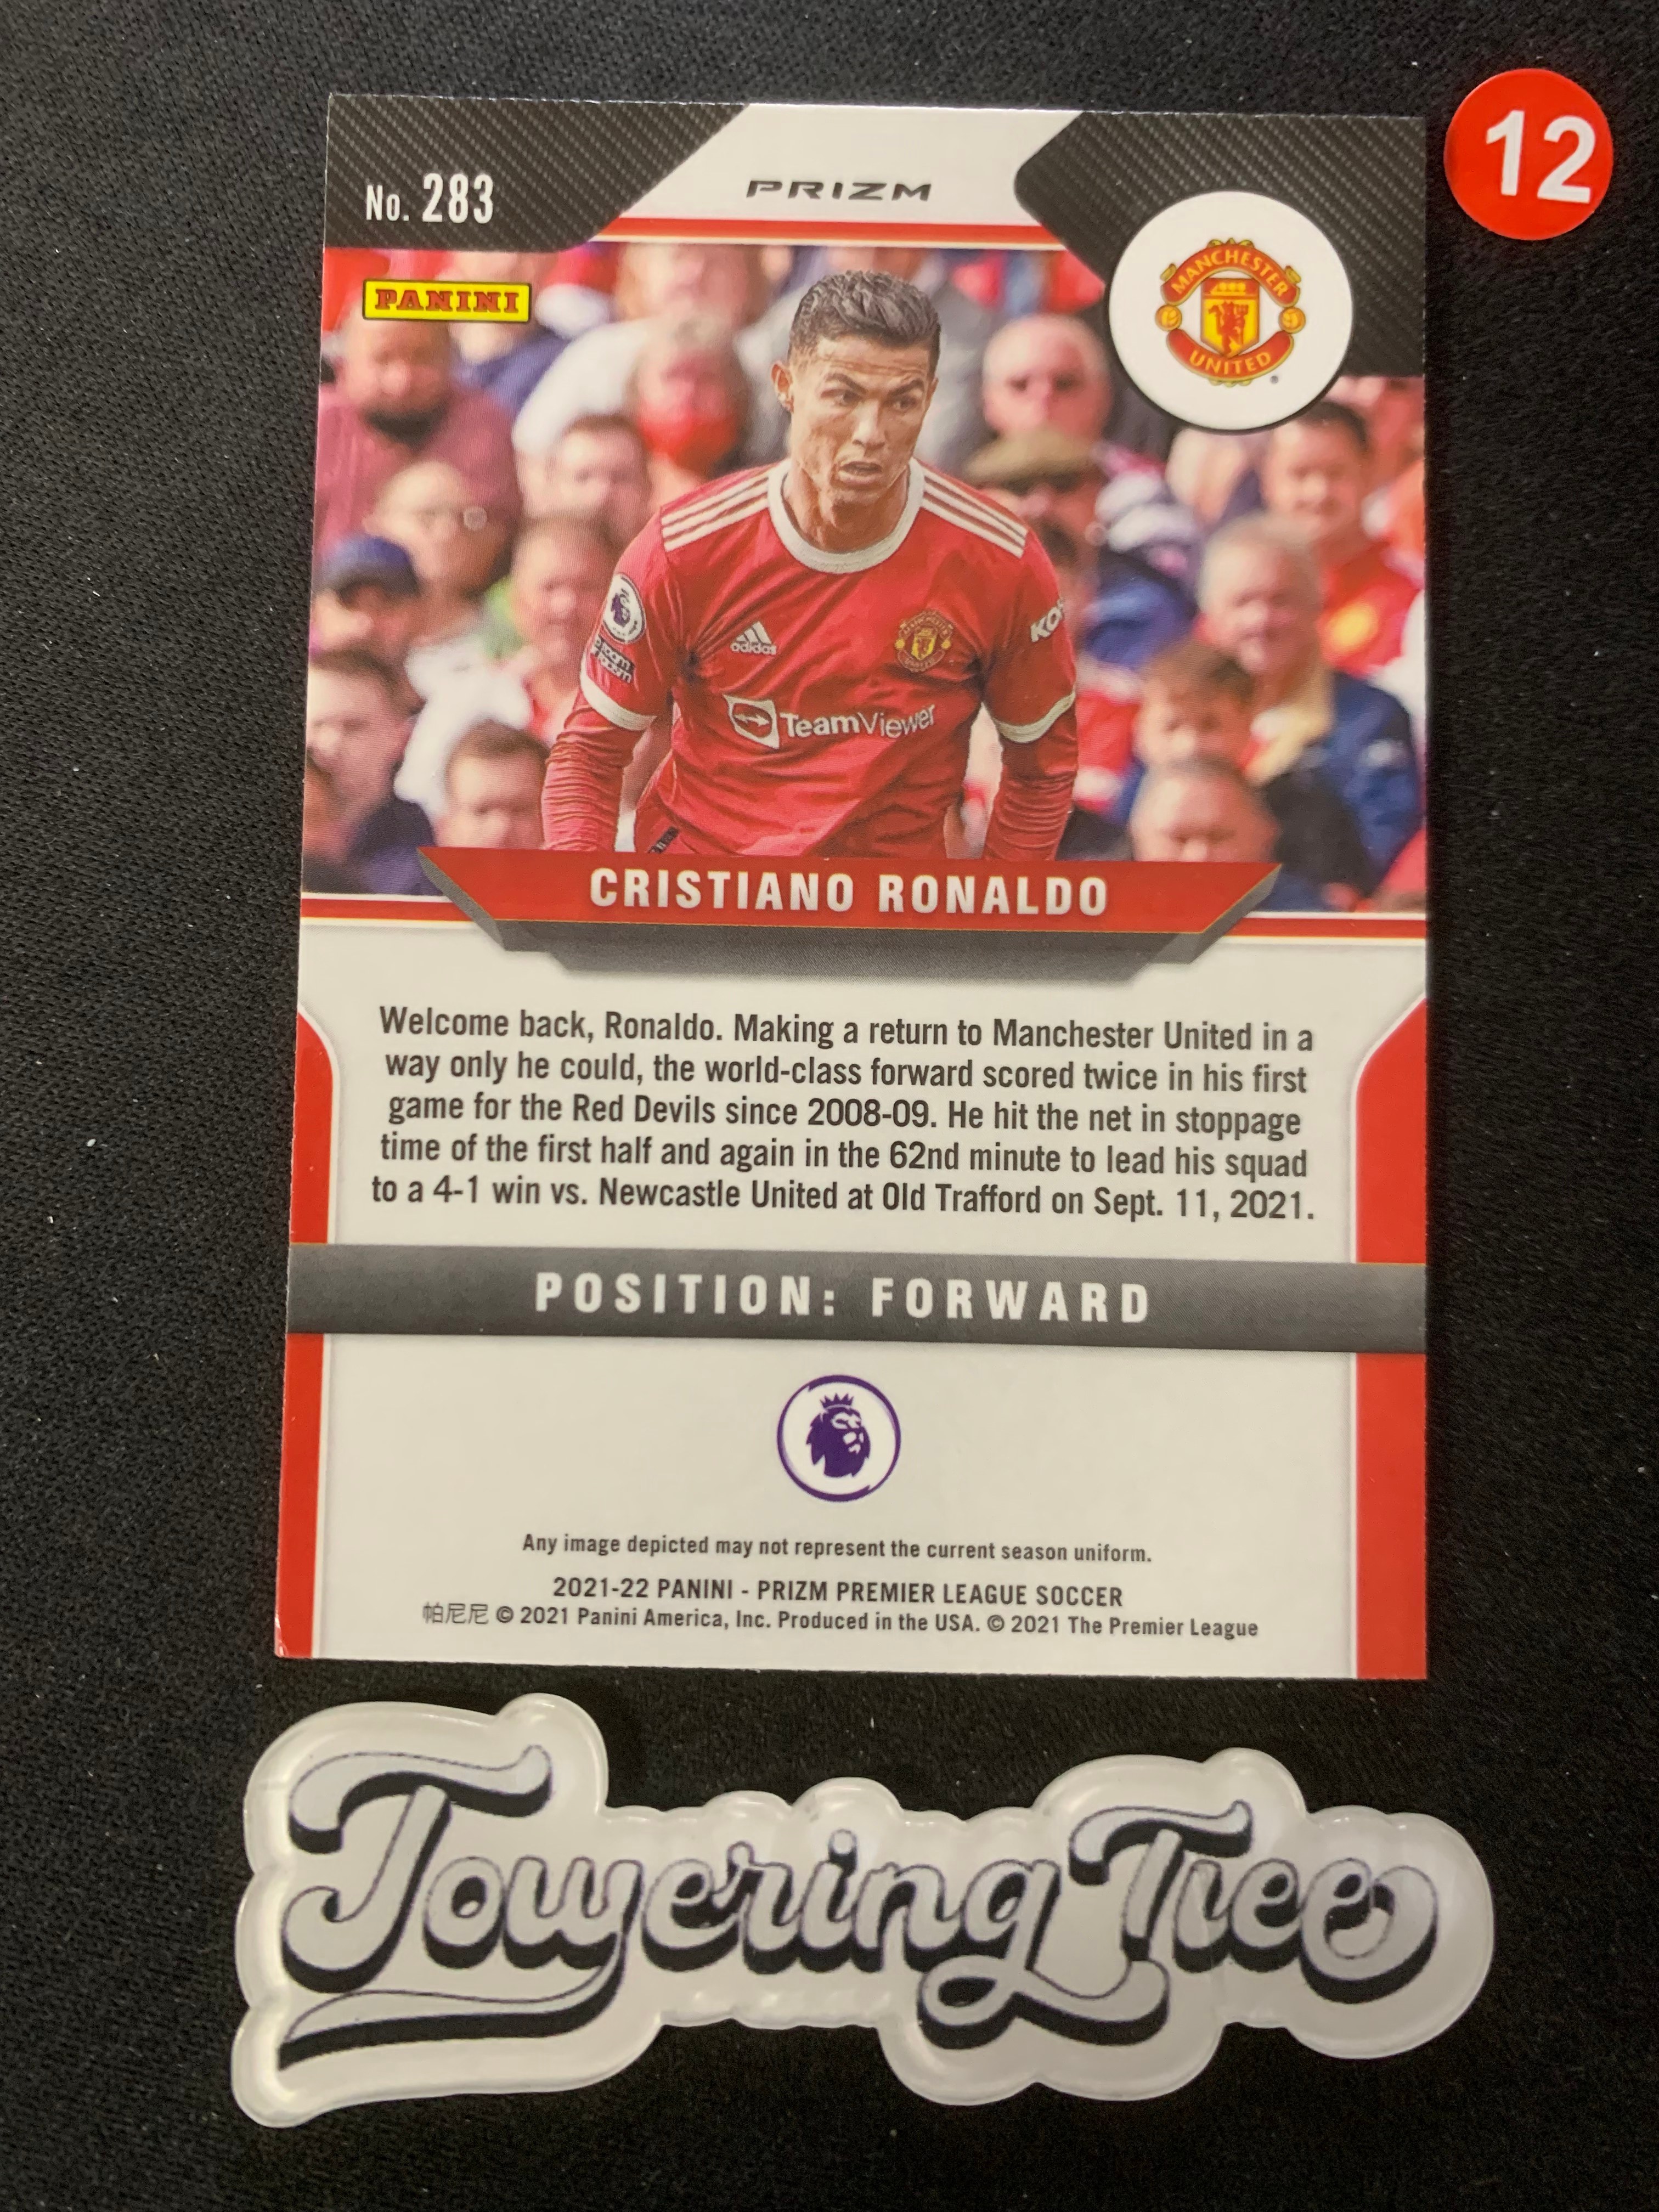 12
No. 283
PRIZM
PANINI
MANCHESTER
UNITED
adidas
KO
TeamViewer
CRISTIANO RONALDO
Welcome back, Ronaldo. Making a return to Manchester United in a
way only he could, the world-class forward scored twice in his first
game for the Red Devils since 2008-09. He hit the net in stoppage
time of the first half and again in the 62nd minute to lead his squad
to a 4-1 win vs. Newcastle United at Old Trafford on Sept. 11, 2021.
POSITION: FORWARD
Any image depicted may not represent the current season uniform.
2021-22 PANINI - PRIZM PREMIER LEAGUE SOCCER
帕尼尼 © 2021 Panini America, Inc. Produced in the USA. © 2021 The Premier League
Towering Tiee